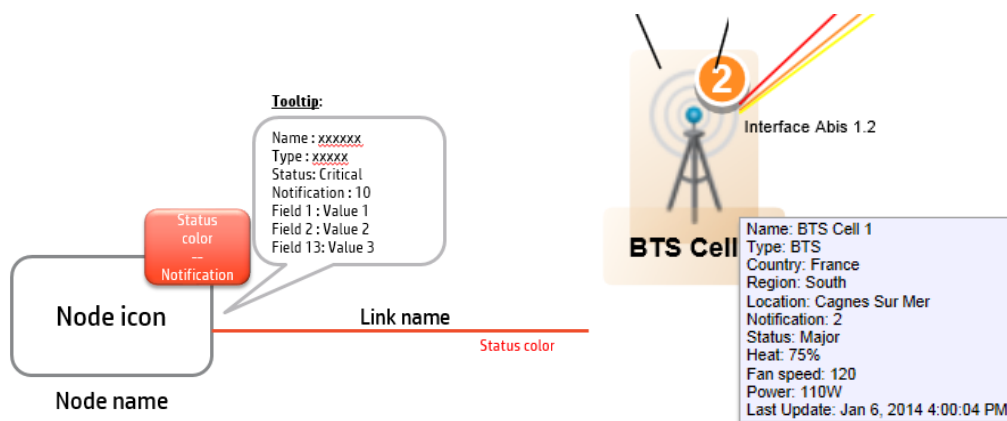 Tooltip:
Name : xxxxxx
Type : xxxxx
Status: Critical
Notification : 10
Field 1 : Value 1
Field 2 : Value 2
Field 13: Value 3
Status
color
--
Notification
Node icon
Link name
Status color
Node name
2
Interface Abis 1.2
BTS Cell
Name: BTS Cell 1
Type: BTS
Country: France
Region: South
Location: Cagnes Sur Mer
Notification: 2
Status: Major
Heat: 75%
Fan speed: 120
Power: 110W
Last Update: Jan 6, 2014 4:00:04 PM